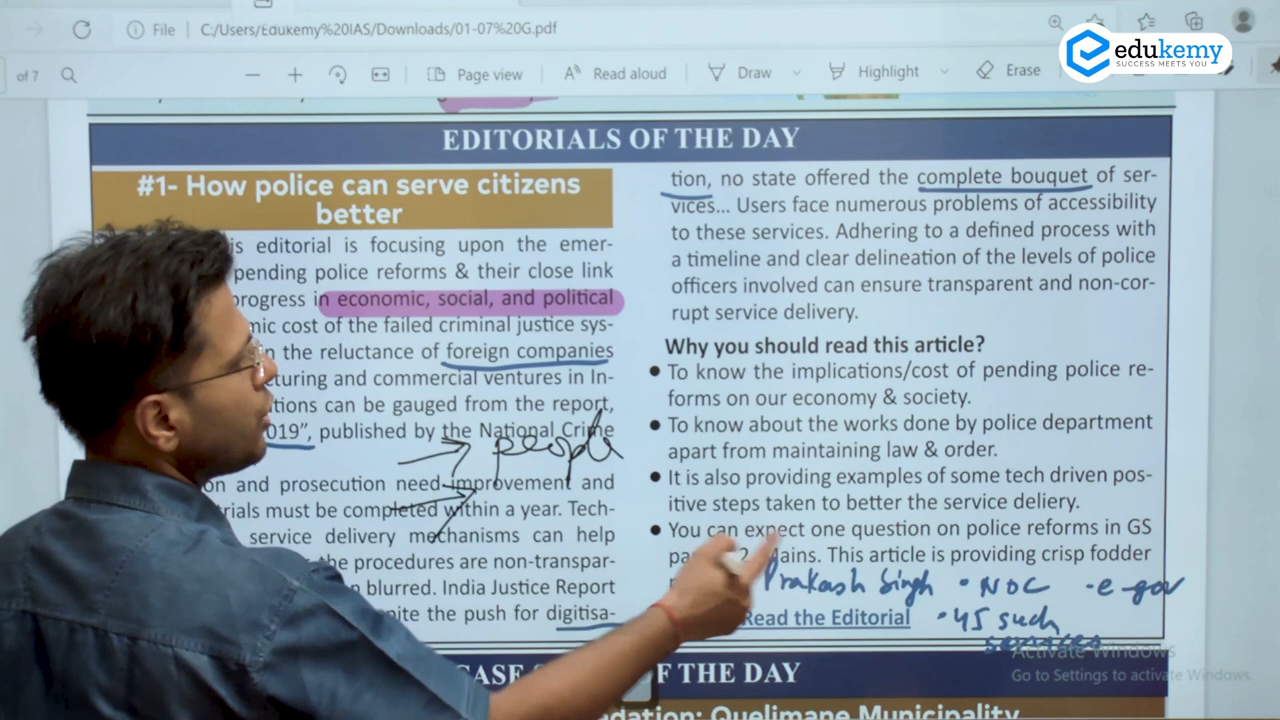 File C:/Users/Edukemy%20IAS/Downloads/01-07%20G.pdf
edukemy
SUCCESS MEETS YOU
of 7
Page view
Read aloud
Draw
Highlight
Erase
EDITORIALS OF THE DAY
#1- How police can serve citizens
better
is editorial is focusing upon the emer-
pending police reforms & their close link
progress in economic, social, and political
mic cost of the failed criminal justice sys-
n the reluctance of foreign companies
cturing and commercial ventures in In-
tions can be gauged from the report,
019”, published by the National Crime
people
on and prosecution need improvement and
rials must be completed within a year. Tech-
service delivery mechanisms can help
the procedures are non-transpar-
n blurred. India Justice Report
ite the push for digitisa-
tion, no state offered the complete bouquet of ser-
vices... Users face numerous problems of accessibility
to these services. Adhering to a defined process with
a timeline and clear delineation of the levels of police
officers involved can ensure transparent and non-cor-
rupt service delivery.
Why you should read this article?
• To know the implications/cost of pending police re-
forms on our economy & society.
• To know about the works done by police department
apart from maintaining law & order.
• It is also providing examples of some tech driven pos-
itive steps taken to better the service deliery.
• You can expect one question on police reforms in GS
pa 2 Mains. This article is providing crisp fodder
Prakash Singh • NOC • e-gov
Read the Editorial • 45 such
services
Activate Windows
Go to Settings to activate Windows.
CASE S F THE DAY
dation: Quelimane Municipality